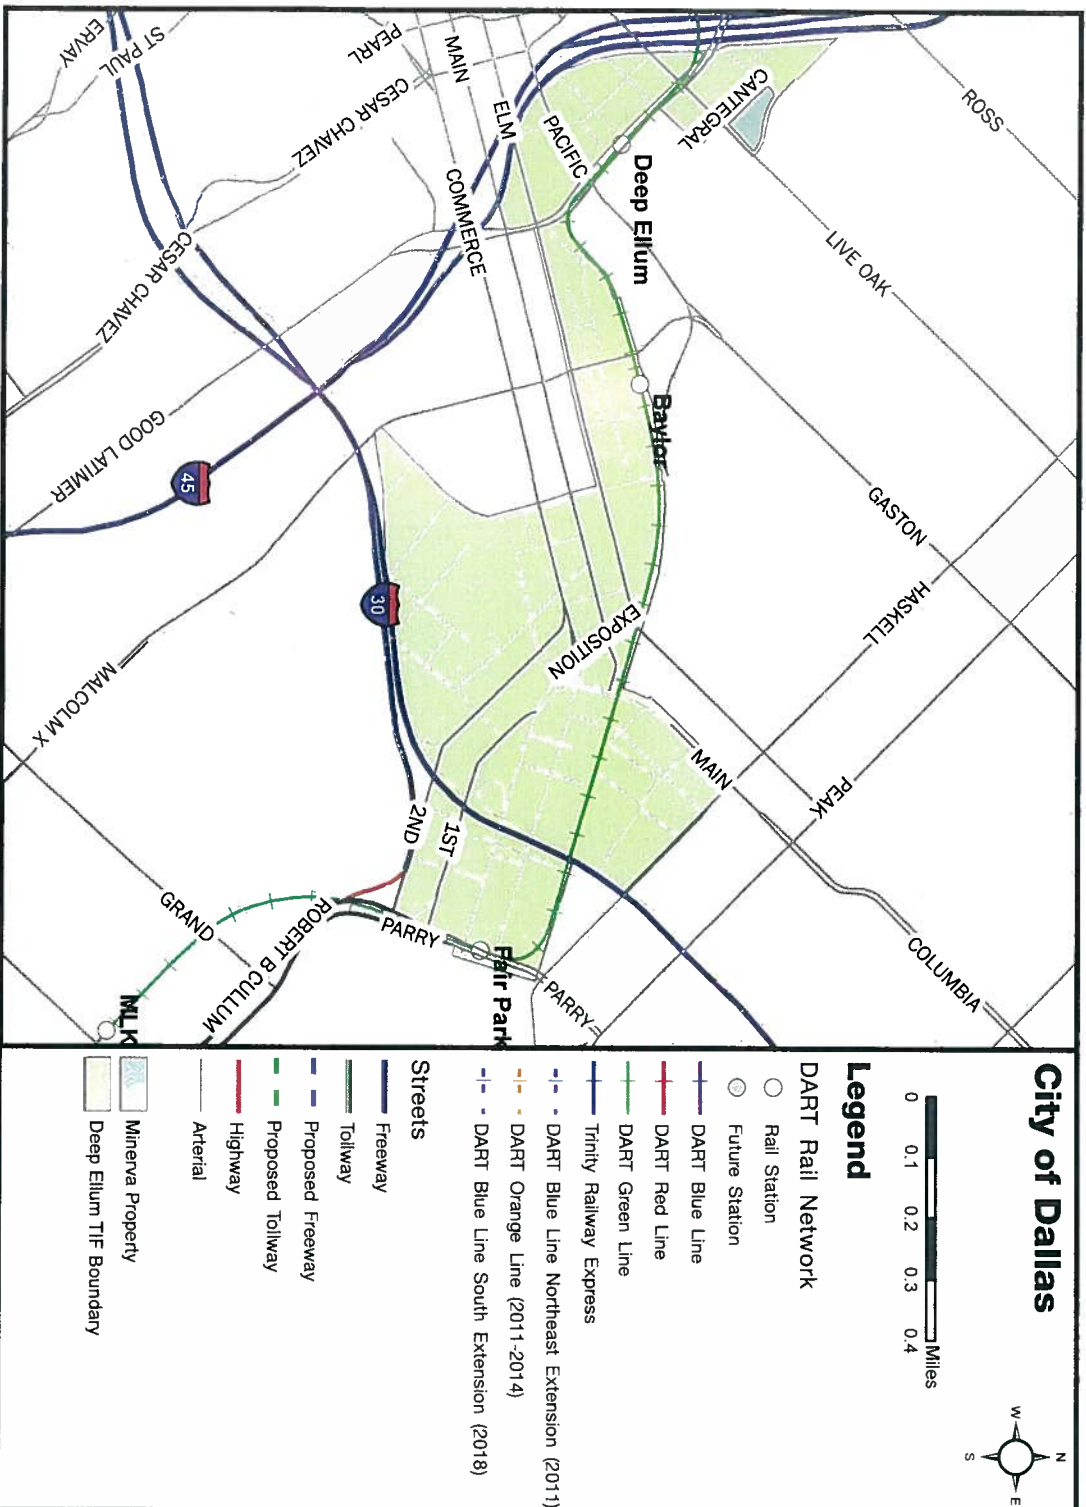 City of Dallas
N
W
E
S
0 0.1 0.2 0.3 0.4
Miles
Legend
DART Rail Network
Rail Station
Future Station
DART Blue Line
DART Red Line
DART Green Line
Trinity Railway Express
DART Blue Line Northeast Extension (2011)
DART Orange Line (2011-2014)
DART Blue Line South Extension (2018)
Streets
Freeway
Tollway
Proposed Freeway
Proposed Tollway
Highway
Arterial
Minerva Property
Deep Ellum TIF Boundary
ROSS
LIVE OAK
CANTEGRAL
GASTON
HASKELL
PEAK
COLUMBIA
MAIN
Deep Ellum
Baylor
PACIFIC
ELM
MAIN
PEARL
COMMERCE
CESAR CHAVEZ
ST PAUL
ERVAY
CESAR CHAVEZ
GOOD LATIMER
45
30
EXPOSITION
MALCOLM X
2ND
1ST
PARRY
Fair Park
PARRY
ROBERT B CULLUM
GRAND
MLK